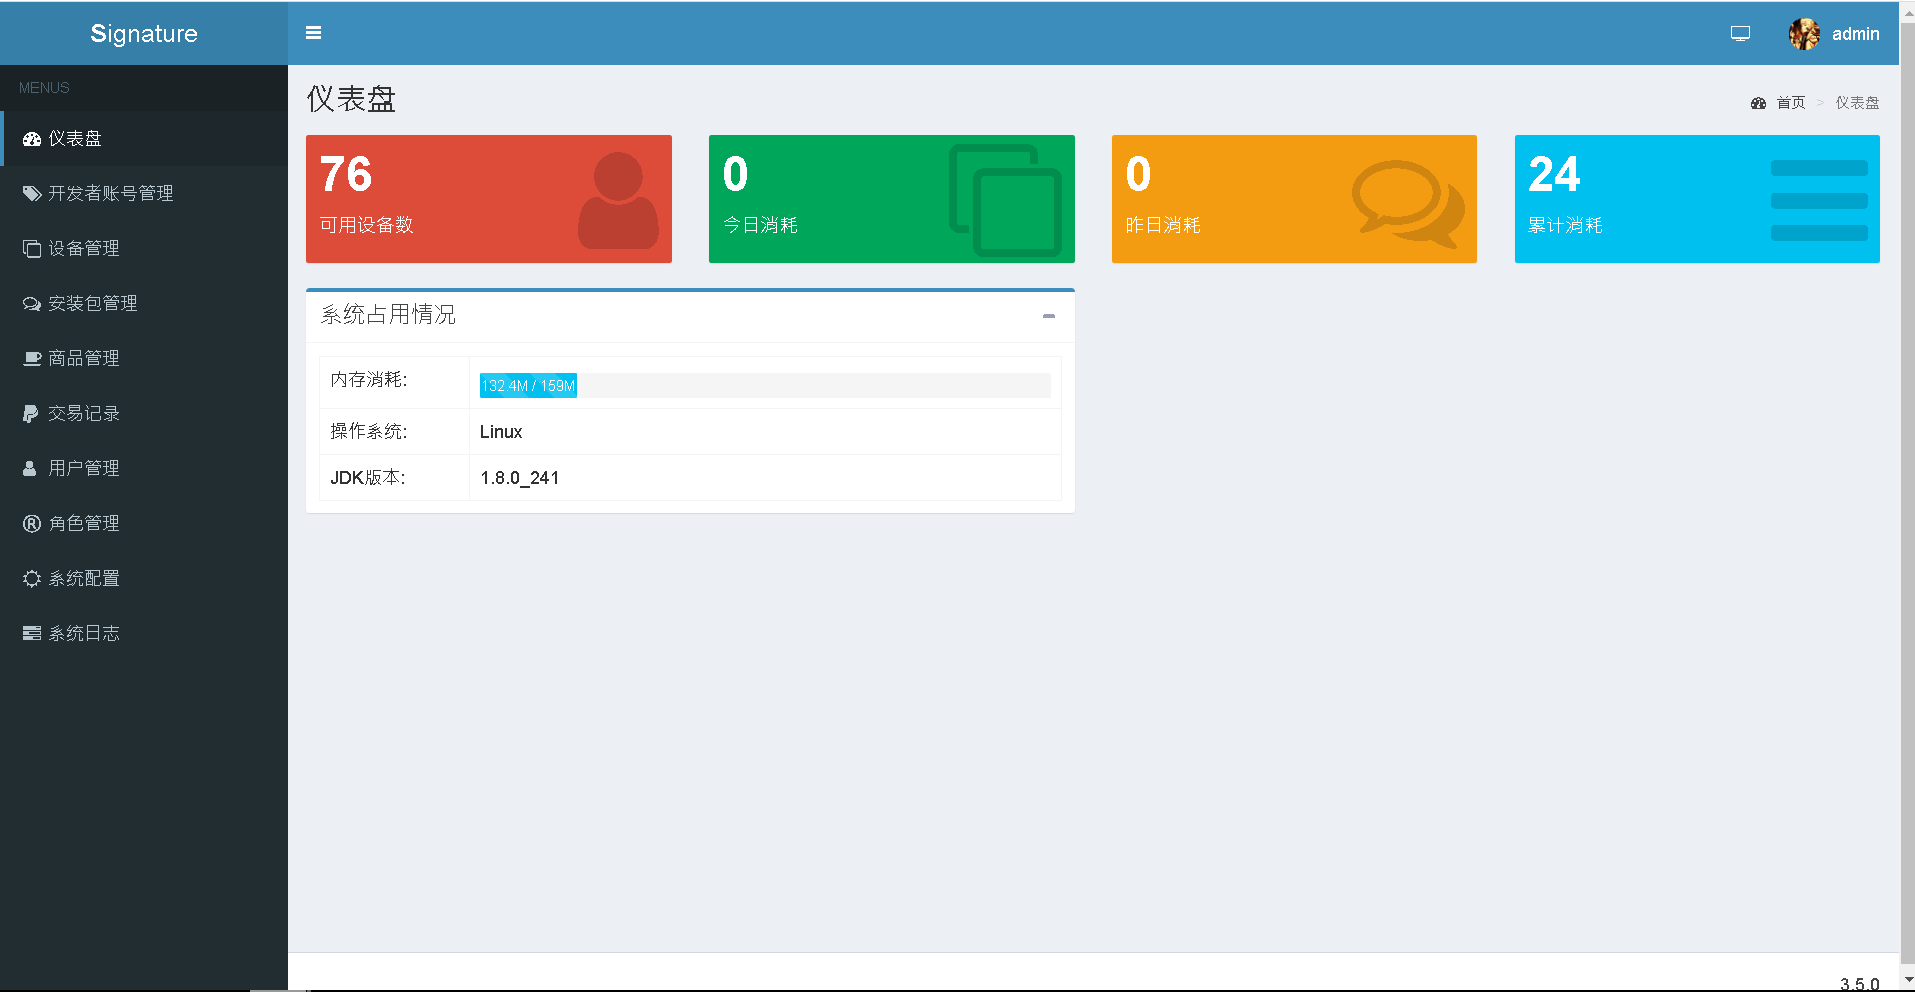 Signature
admin
MENUS
仪表盘
开发者账号管理
设备管理
安装包管理
商品管理
交易记录
用户管理
角色管理
系统配置
系统日志
仪表盘
首页 > 仪表盘
76
可用设备数
0
今日消耗
0
昨日消耗
24
累计消耗
系统占用情况
内存消耗: 132.4M / 159M
操作系统: Linux
JDK版本: 1.8.0_241
3.5.0